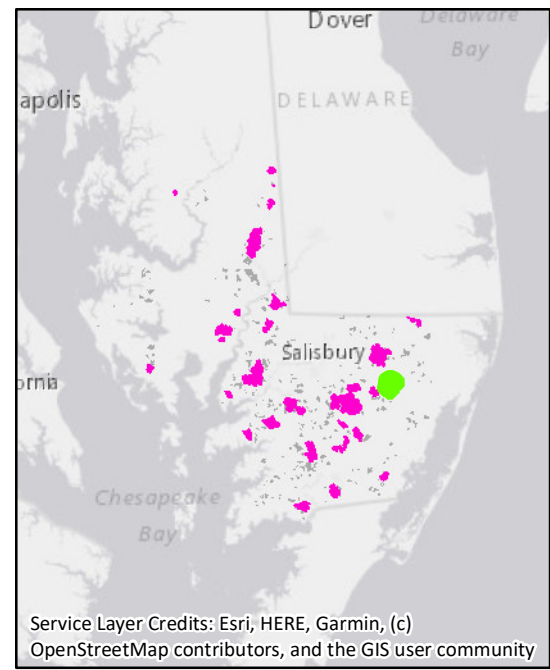 Dover
Delaware
Bay
apolis
DELAWARE
Salisbury
ornia
Chesapeake
Bay
Service Layer Credits: Esri, HERE, Garmin, (c)
OpenStreetMap contributors, and the GIS user community